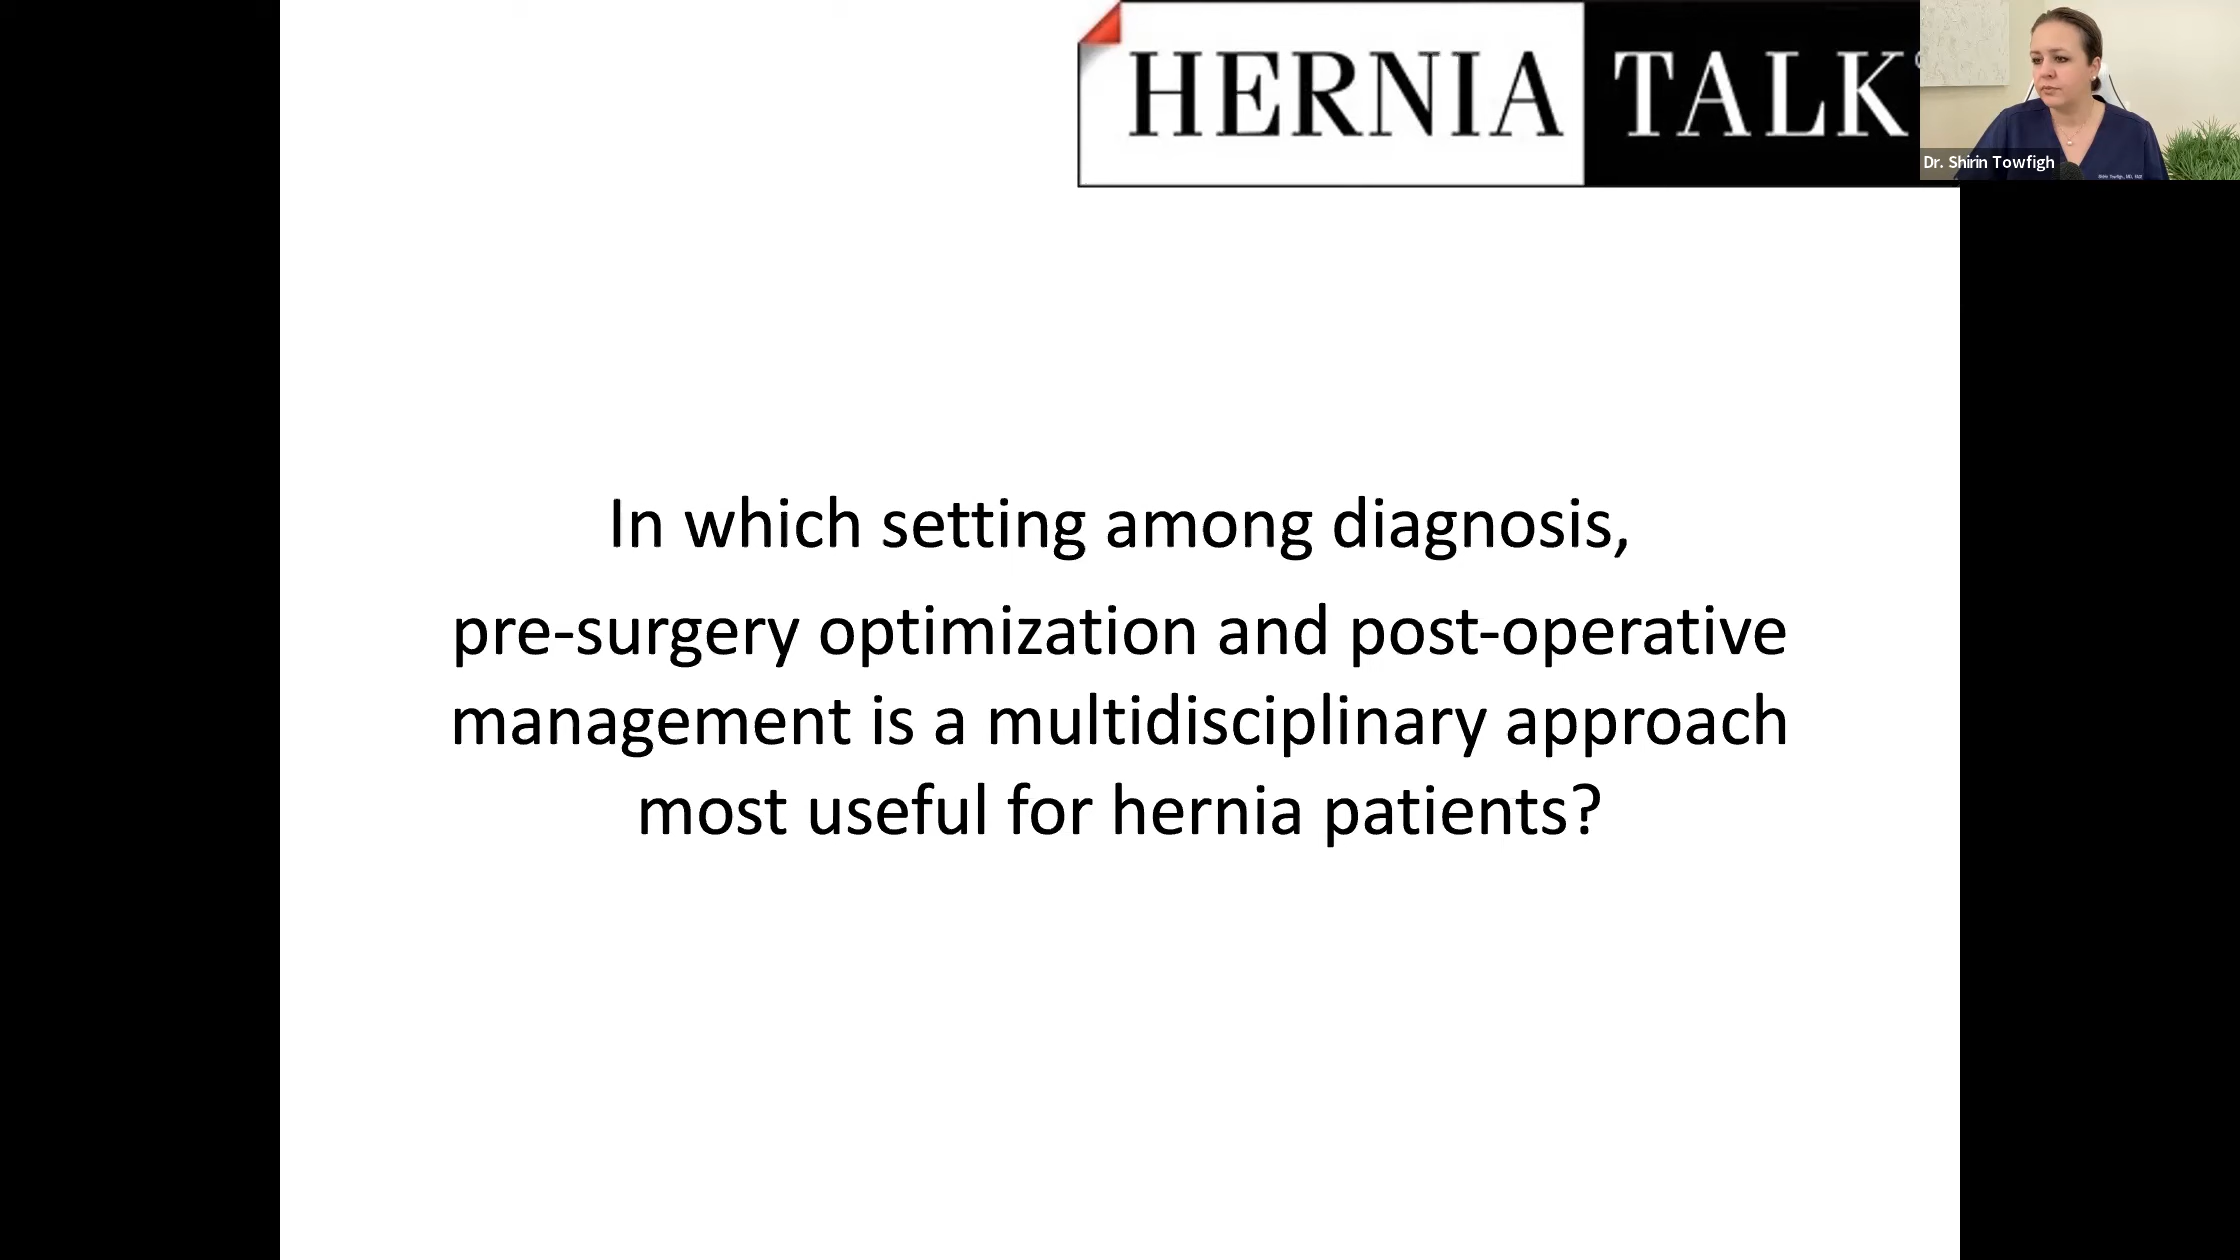 HERNIA TALK
Dr. Shirin Towfigh
In which setting among diagnosis,
pre-surgery optimization and post-operative
management is a multidisciplinary approach
most useful for hernia patients?